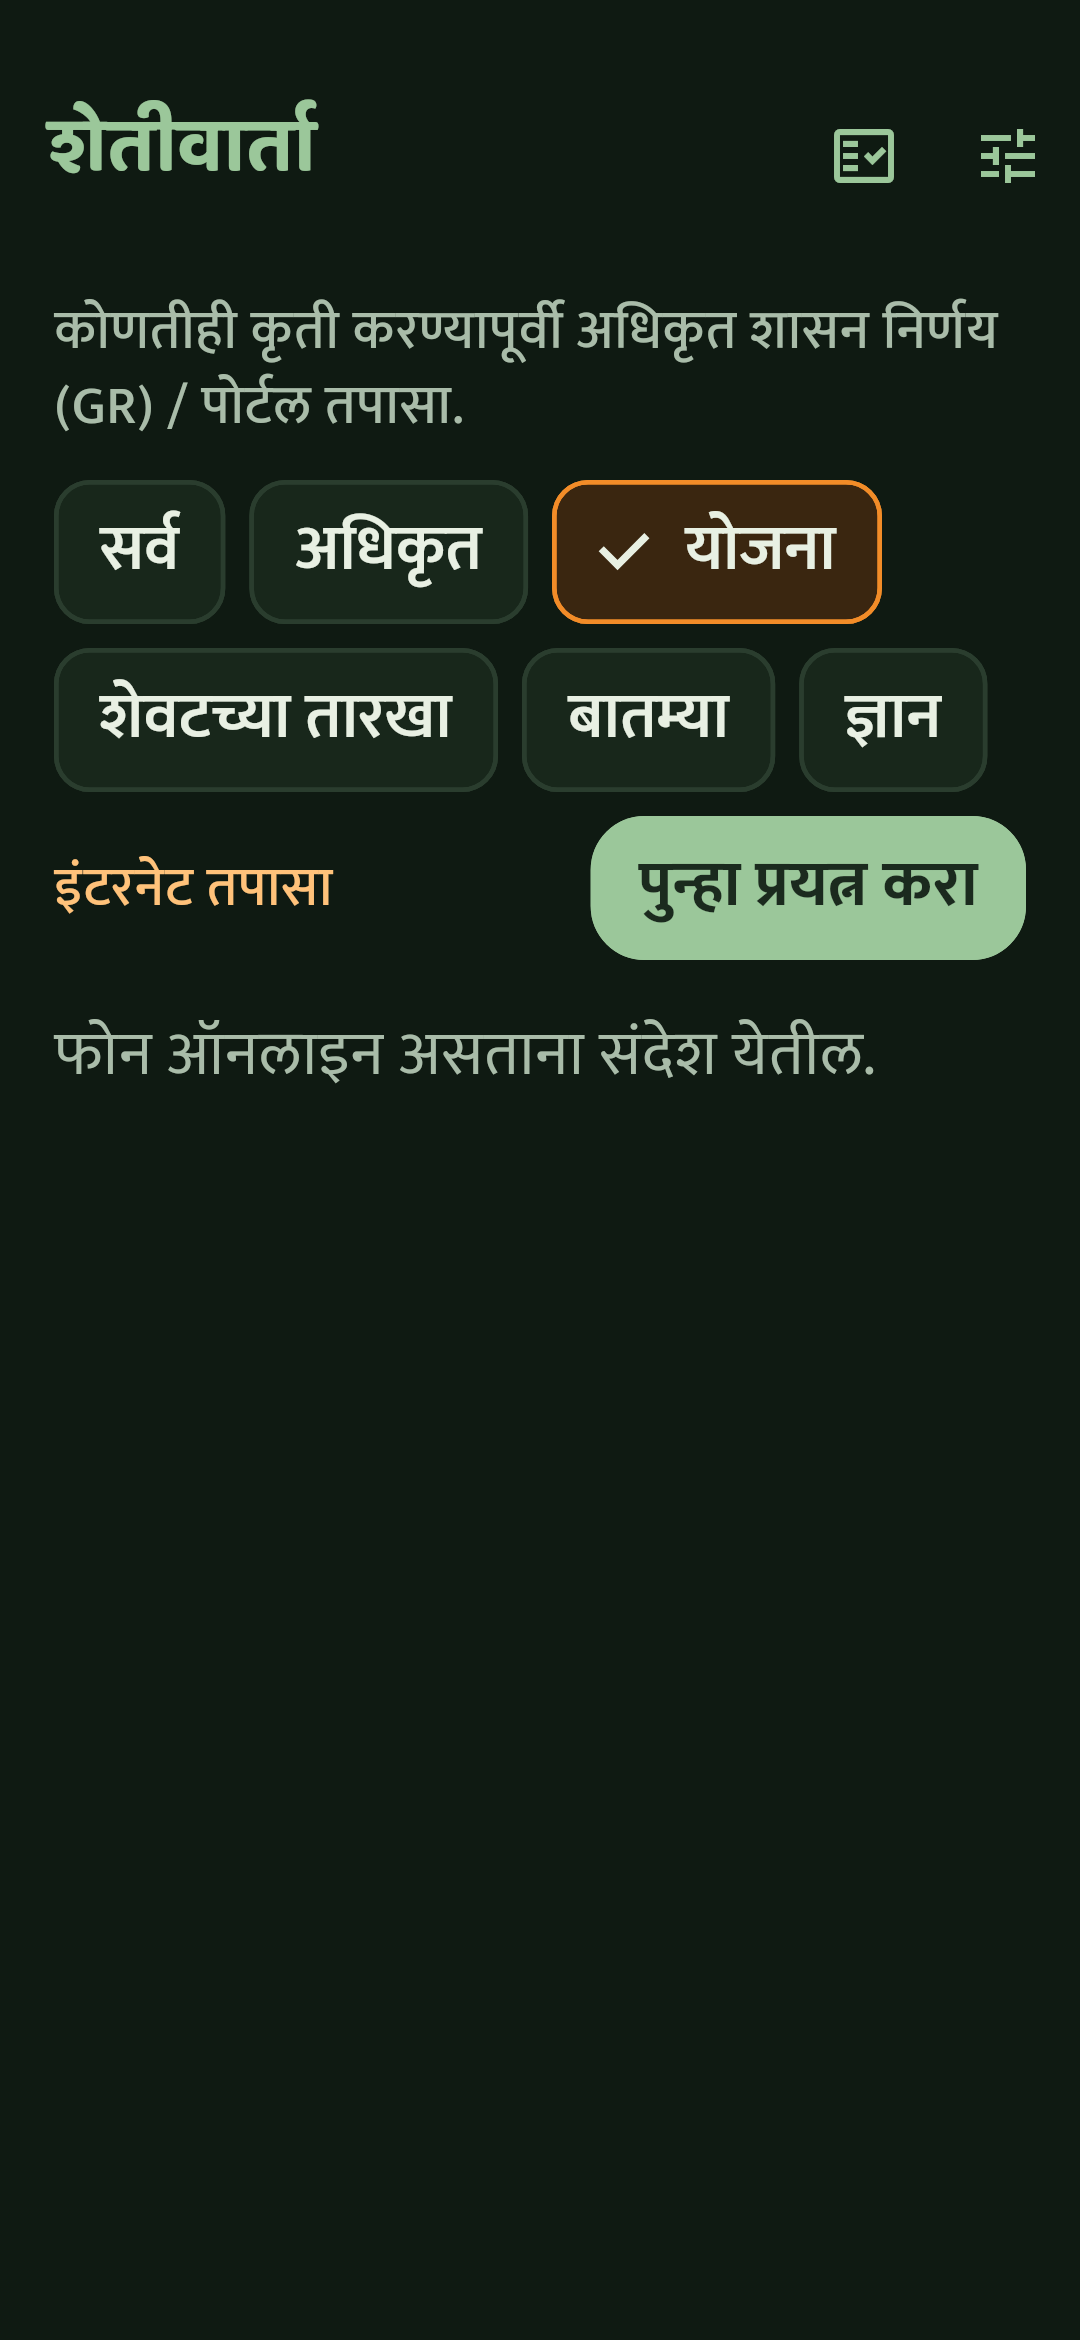 शेतीवार्ता
कोणतीही कृती करण्यापूर्वी अधिकृत शासन निर्णय
(GR) / पोर्टल तपासा.
सर्व अधिकृत योजना
शेवटच्या तारखा बातम्या ज्ञान
इंटरनेट तपासा पुन्हा प्रयत्न करा
फोन ऑनलाइन असताना संदेश येतील.